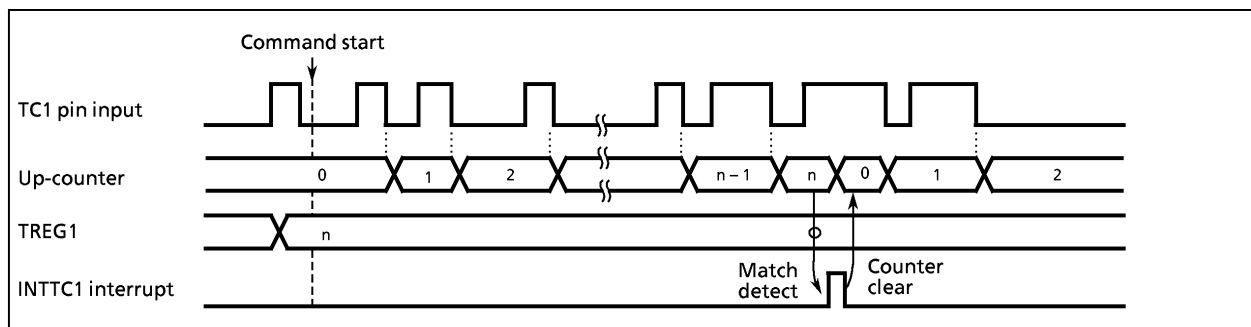 Command start
TC1 pin input
Up-counter
0
1
2
n – 1
n
0
1
2
TREG1
n
Match
detect
Counter
clear
INTTC1 interrupt